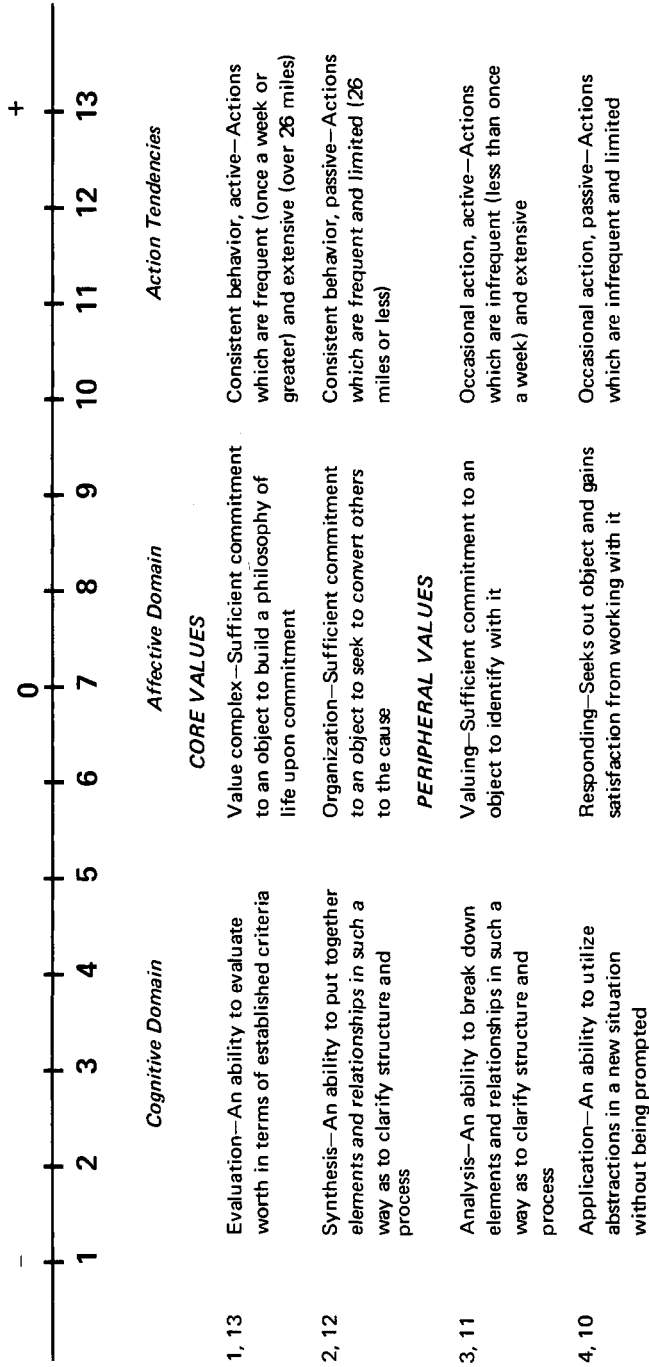 − 0 +
1 2 3 4 5 6 7 8 9 10 11 12 13
Cognitive Domain Affective Domain Action Tendencies
CORE VALUES
1, 13 Evaluation—An ability to evaluate Value complex—Sufficient commitment Consistent behavior, active—Actions
worth in terms of established criteria to an object to build a philosophy of which are frequent (once a week or
life upon commitment greater) and extensive (over 26 miles)
2, 12 Synthesis—An ability to put together Organization—Sufficient commitment Consistent behavior, passive—Actions
elements and relationships in such a to an object to seek to convert others which are frequent and limited (26
way as to clarify structure and to the cause miles or less)
process
PERIPHERAL VALUES
3, 11 Analysis—An ability to break down Valuing—Sufficient commitment to an Occasional action, active—Actions
elements and relationships in such a object to identify with it which are infrequent (less than once
way as to clarify structure and a week) and extensive
process
4, 10 Application—An ability to utilize Responding—Seeks out object and gains Occasional action, passive—Actions
abstractions in a new situation satisfaction from working with it which are infrequent and limited
without being prompted